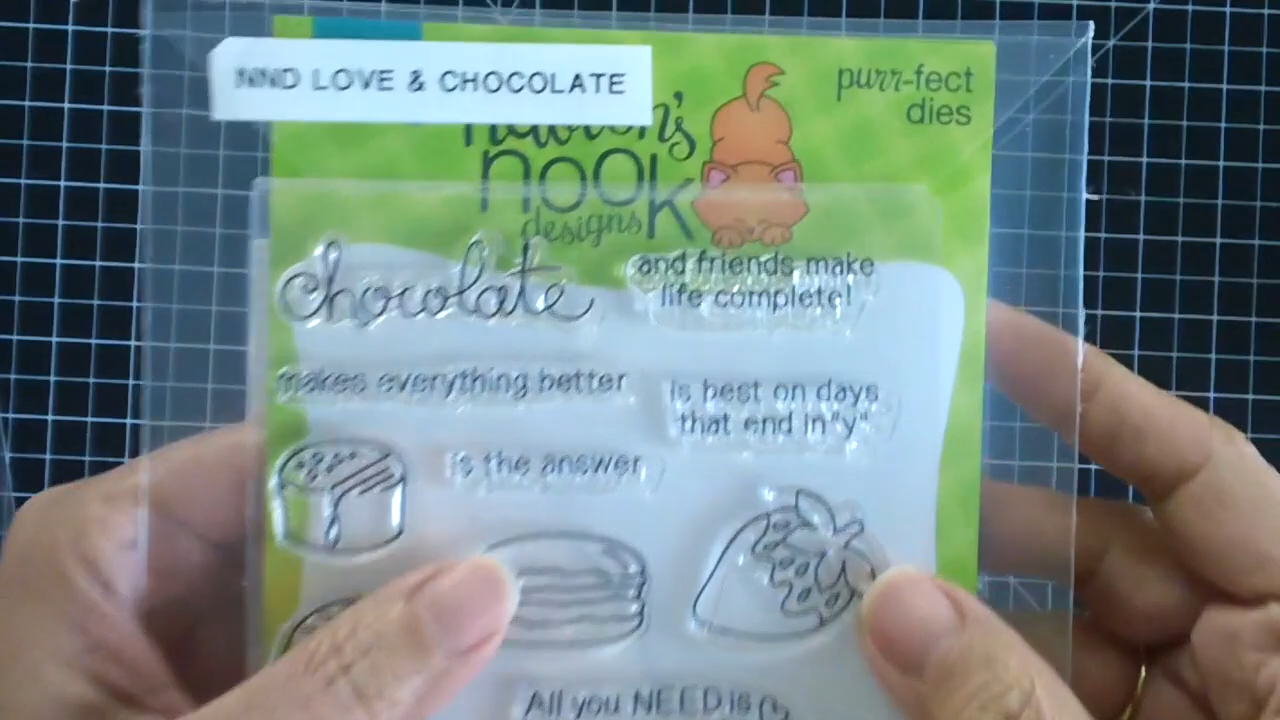 NND LOVE & CHOCOLATE
purr-fect
dies
newton's
nook
designs
chocolate
and friends make
life complete!
makes everything better
is best on days
that end in "y"
is the answer
All you NEED is